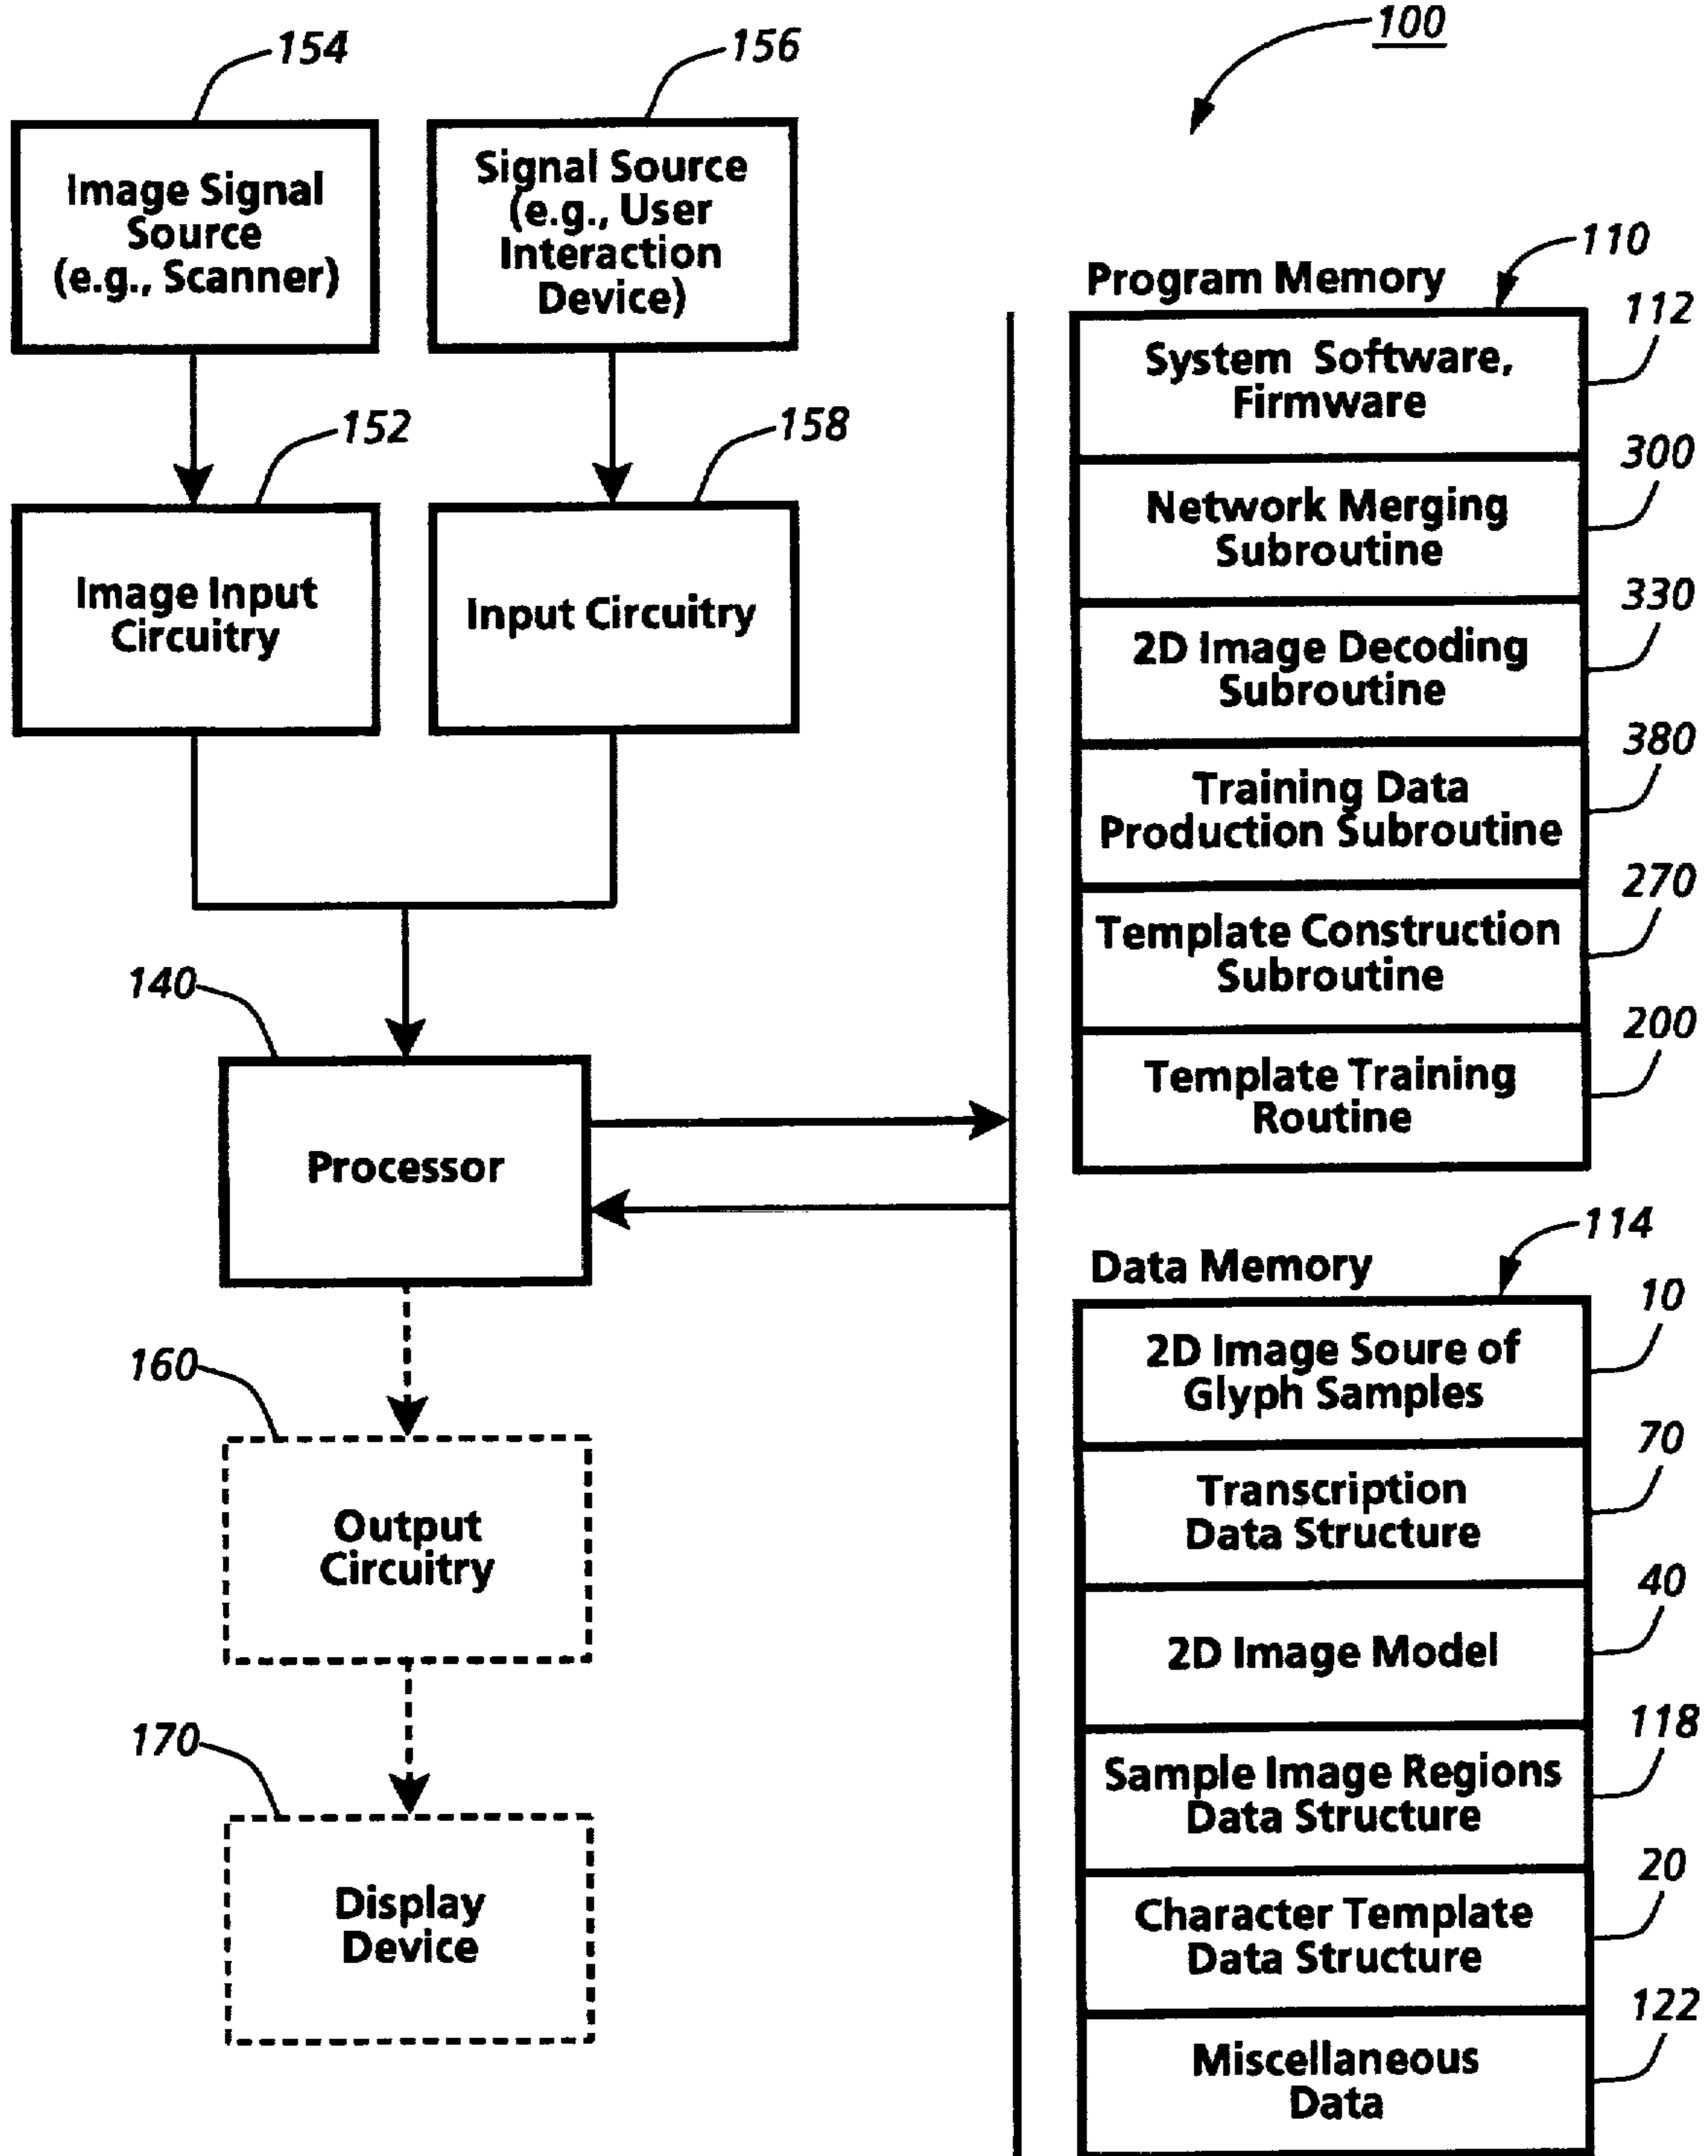 100
154
156
Image Signal
Source
(e.g., Scanner)
Signal Source
(e.g., User
Interaction
Device)
152
158
Image Input
Circuitry
Input Circuitry
140
Processor
160
Output
Circuitry
170
Display
Device
110
Program Memory
112
System Software,
Firmware
300
Network Merging
Subroutine
330
2D Image Decoding
Subroutine
380
Training Data
Production Subroutine
270
Template Construction
Subroutine
200
Template Training
Routine
114
Data Memory
10
2D Image Soure of
Glyph Samples
70
Transcription
Data Structure
40
2D Image Model
118
Sample Image Regions
Data Structure
20
Character Template
Data Structure
122
Miscellaneous
Data